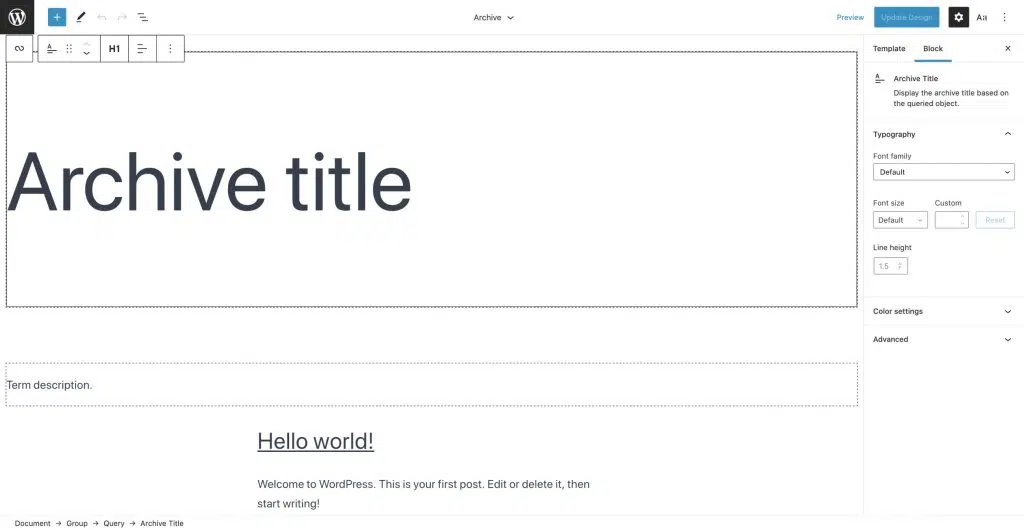 Archive
Preview
Update Design
Aa
H1
Archive title
Term description.
Hello world!
Welcome to WordPress. This is your first post. Edit or delete it, then
start writing!
Template
Block
Archive Title
Display the archive title based on
the queried object.
Typography
Font family
Default
Font size
Custom
Default
Reset
Line height
1.5
Color settings
Advanced
Document → Group → Query → Archive Title